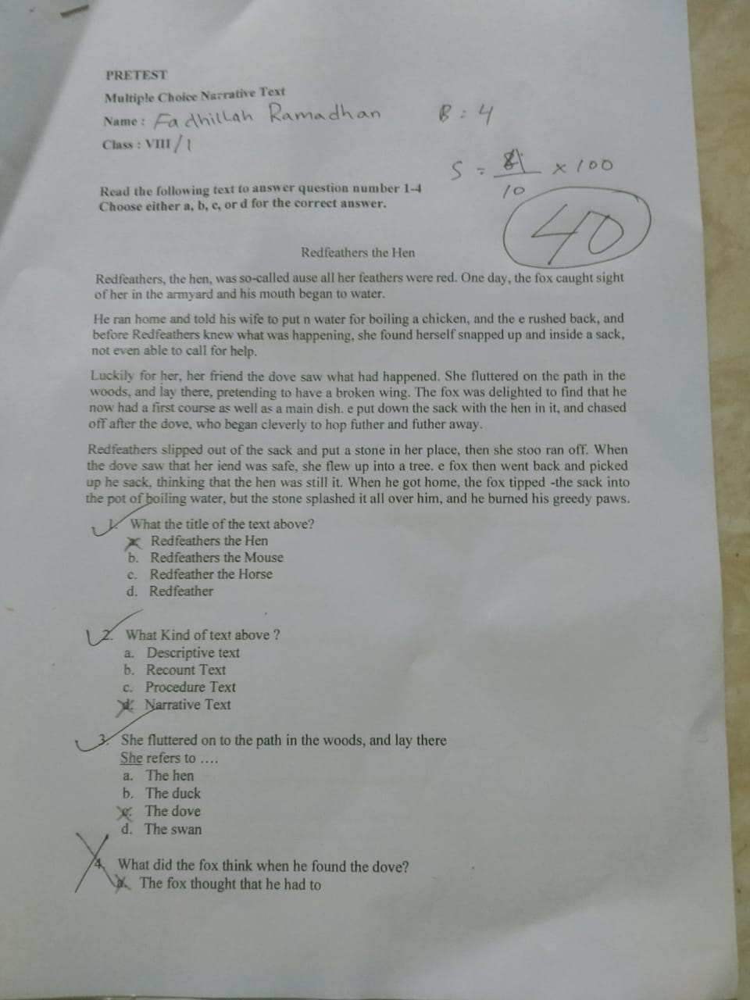 PRETEST
Multiple Choice Narrative Text
Name : Fadhillah Ramadhan
B = 4
Class : VIII/1
S = 4 x 100
10
40
Read the following text to answer question number 1-4
Choose either a, b, c, or d for the correct answer.
Redfeathers the Hen
Redfeathers, the hen, was so-called ause all her feathers were red. One day, the fox caught sight
of her in the armyard and his mouth began to water.
He ran home and told his wife to put n water for boiling a chicken, and the e rushed back, and
before Redfeathers knew what was happening, she found herself snapped up and inside a sack,
not even able to call for help.
Luckily for her, her friend the dove saw what had happened. She fluttered on the path in the
woods, and lay there, pretending to have a broken wing. The fox was delighted to find that he
now had a first course as well as a main dish. e put down the sack with the hen in it, and chased
off after the dove, who began cleverly to hop futher and futher away.
Redfeathers slipped out of the sack and put a stone in her place, then she stoo ran off. When
the dove saw that her iend was safe, she flew up into a tree. e fox then went back and picked
up he sack, thinking that the hen was still it. When he got home, the fox tipped -the sack into
the pot of boiling water, but the stone splashed it all over him, and he burned his greedy paws.
1. What the title of the text above?
a. Redfeathers the Hen
b. Redfeathers the Mouse
c. Redfeather the Horse
d. Redfeather
2. What Kind of text above ?
a. Descriptive text
b. Recount Text
c. Procedure Text
d. Narrative Text
3. She fluttered on to the path in the woods, and lay there
She refers to ....
a. The hen
b. The duck
c. The dove
d. The swan
4. What did the fox think when he found the dove?
a. The fox thought that he had to